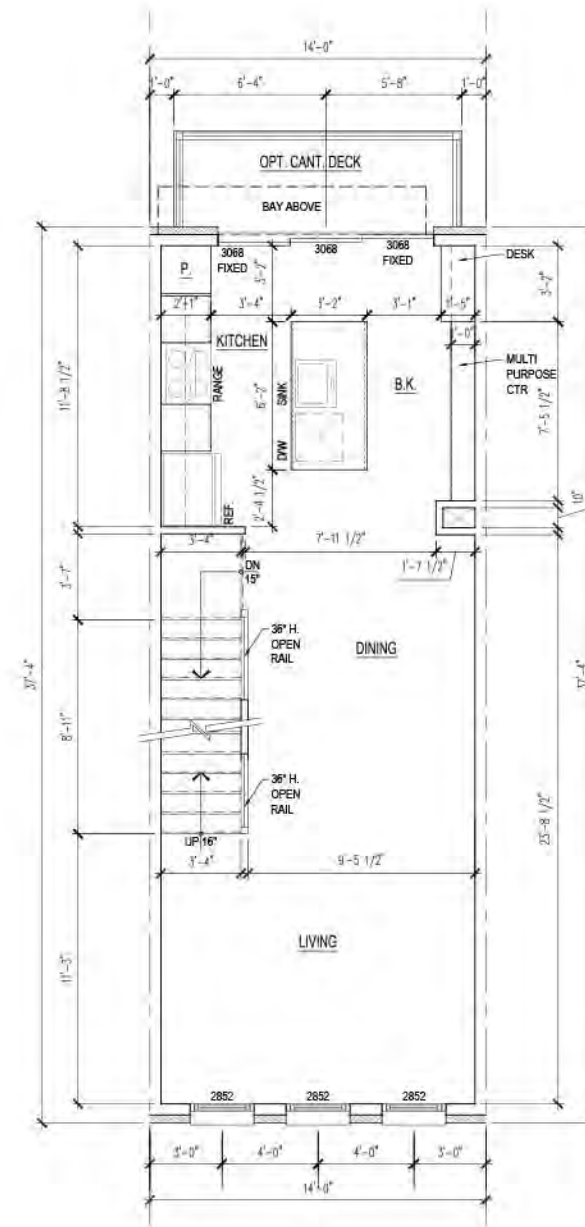 14'-0"
1'-0" 6'-4" 5'-8" 1'-0"
OPT. CANT. DECK
BAY ABOVE
3068
FIXED
3068
3068
FIXED
DESK
P.
3'-2"
3'-2"
2'-1" 3'-4" 3'-2" 3'-1" 1'-5"
KITCHEN
1'-0"
MULTI
PURPOSE
CTR
RANGE
SINK
B.K.
11'-8 1/2"
6'-2"
7'-5 1/2"
D/W
REF.
2'-4 1/2"
10"
3'-4" 7'-11 1/2"
1'-7 1/2"
DN
15"
3'-7"
36" H.
OPEN
RAIL
DINING
37'-4"
37'-4"
8'-11"
36" H.
OPEN
RAIL
UP 16"
23'-8 1/2"
3'-4" 9'-5 1/2"
LIVING
11'-3"
2852 2852 2852
3'-0" 4'-0" 4'-0" 3'-0"
14'-0"